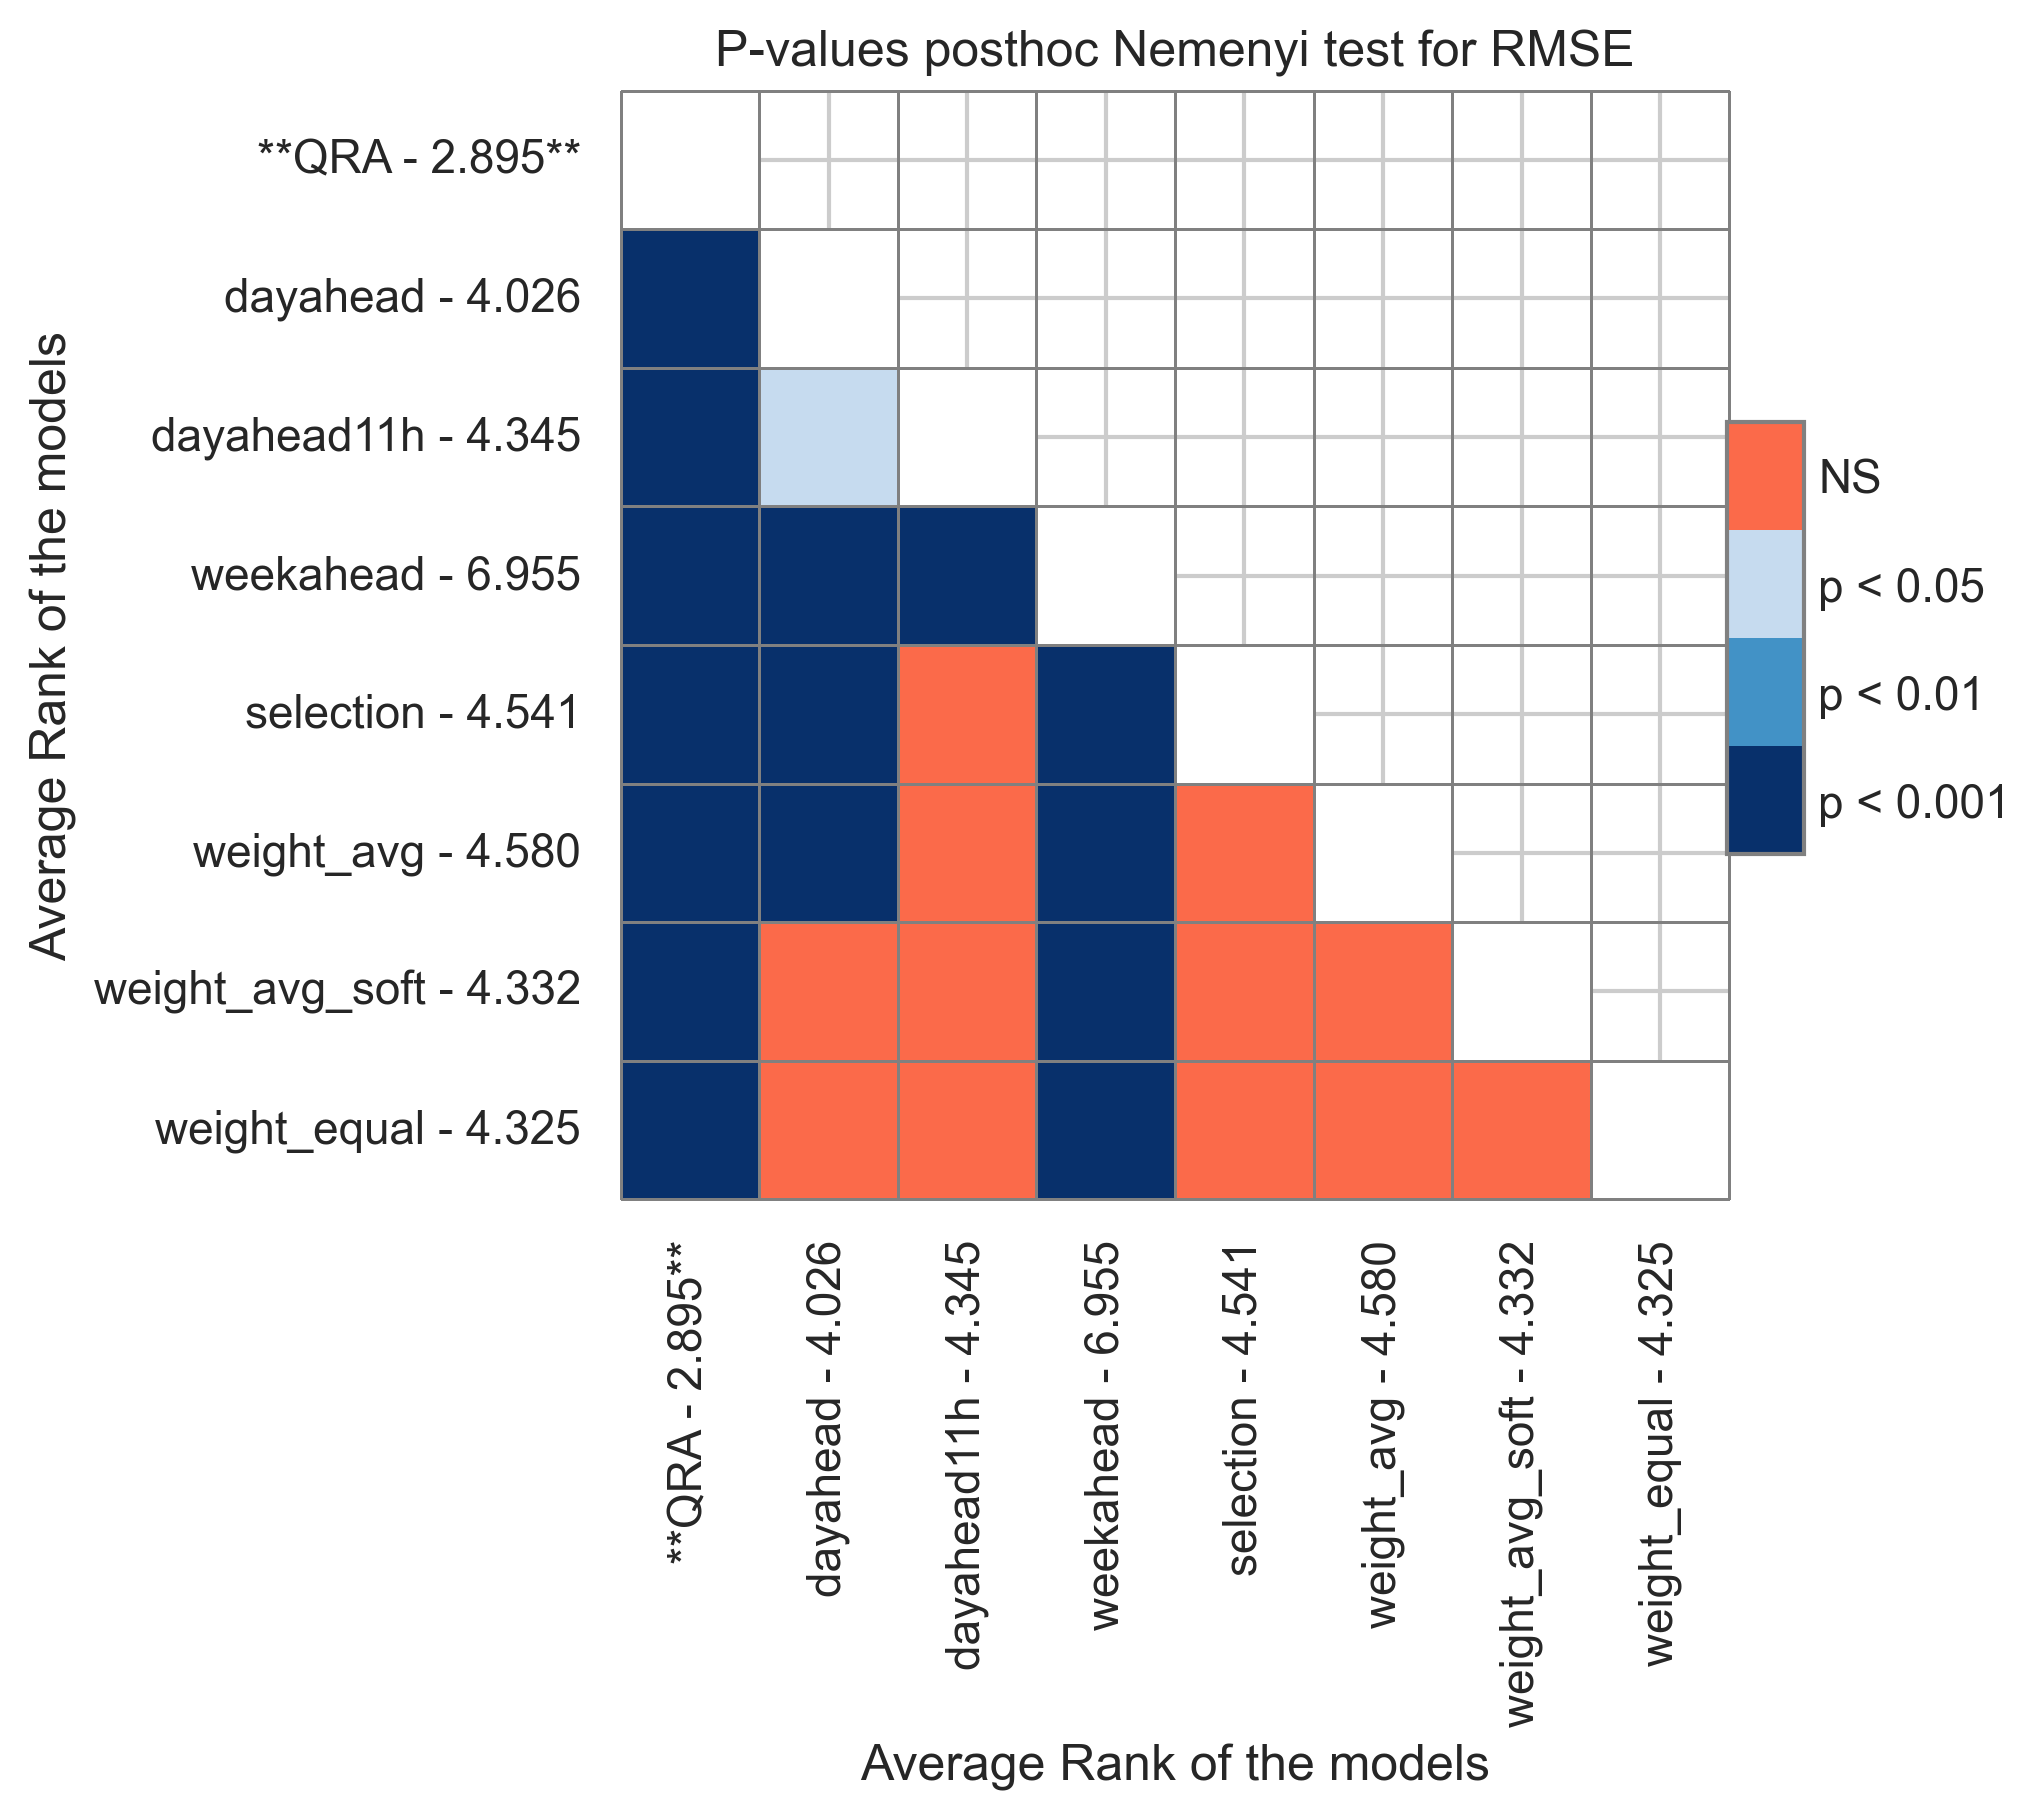 P-values posthoc Nemenyi test for RMSE
Average Rank of the models
**QRA - 2.895**
dayahead - 4.026
dayahead11h - 4.345
weekahead - 6.955
selection - 4.541
weight_avg - 4.580
weight_avg_soft - 4.332
weight_equal - 4.325
NS
p < 0.05
p < 0.01
p < 0.001
**QRA - 2.895**
dayahead - 4.026
dayahead11h - 4.345
weekahead - 6.955
selection - 4.541
weight_avg - 4.580
weight_avg_soft - 4.332
weight_equal - 4.325
Average Rank of the models